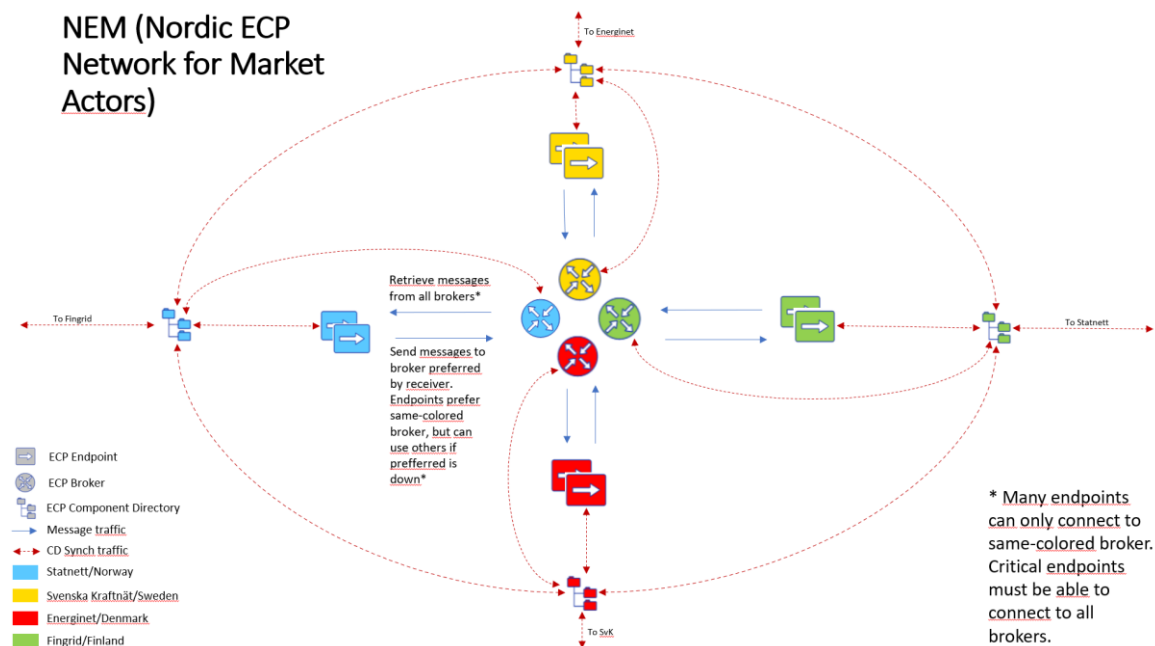 NEM (Nordic ECP
Network for Market
Actors)
To Energinet
Retrieve messages
from all brokers*
To Fingrid
To Statnett
Send messages to
broker preferred
by receiver.
Endpoints prefer
same-colored
broker, but can
use others if
prefferred is
down*
ECP Endpoint
ECP Broker
ECP Component Directory
Message traffic
CD Synch traffic
Statnett/Norway
Svenska Kraftnät/Sweden
Energinet/Denmark
Fingrid/Finland
To SvK
* Many endpoints
can only connect to
same-colored broker.
Critical endpoints
must be able to
connect to all
brokers.